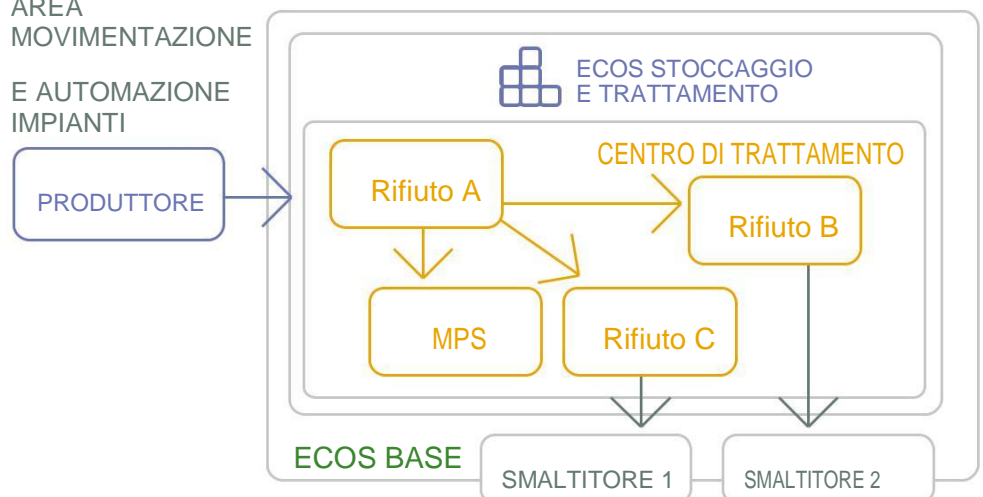 AREA
MOVIMENTAZIONE
E AUTOMAZIONE
IMPIANTI
ECOS STOCCAGGIO
E TRATTAMENTO
CENTRO DI TRATTAMENTO
PRODUTTORE
Rifiuto A
Rifiuto B
MPS
Rifiuto C
ECOS BASE
SMALTITORE 1
SMALTITORE 2